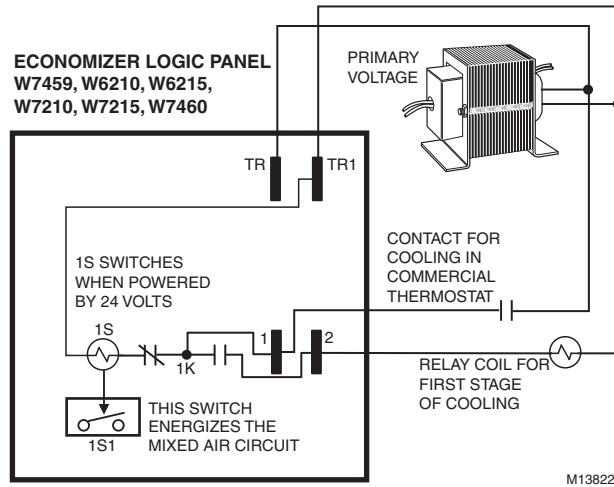 ECONOMIZER LOGIC PANEL
W7459, W6210, W6215,
W7210, W7215, W7460
PRIMARY
VOLTAGE
TR
TR1
1S SWITCHES
WHEN POWERED
BY 24 VOLTS
CONTACT FOR
COOLING IN
COMMERCIAL
THERMOSTAT
1S
1K
1
2
RELAY COIL FOR
FIRST STAGE
OF COOLING
THIS SWITCH
ENERGIZES THE
MIXED AIR CIRCUIT
1S1
M13822